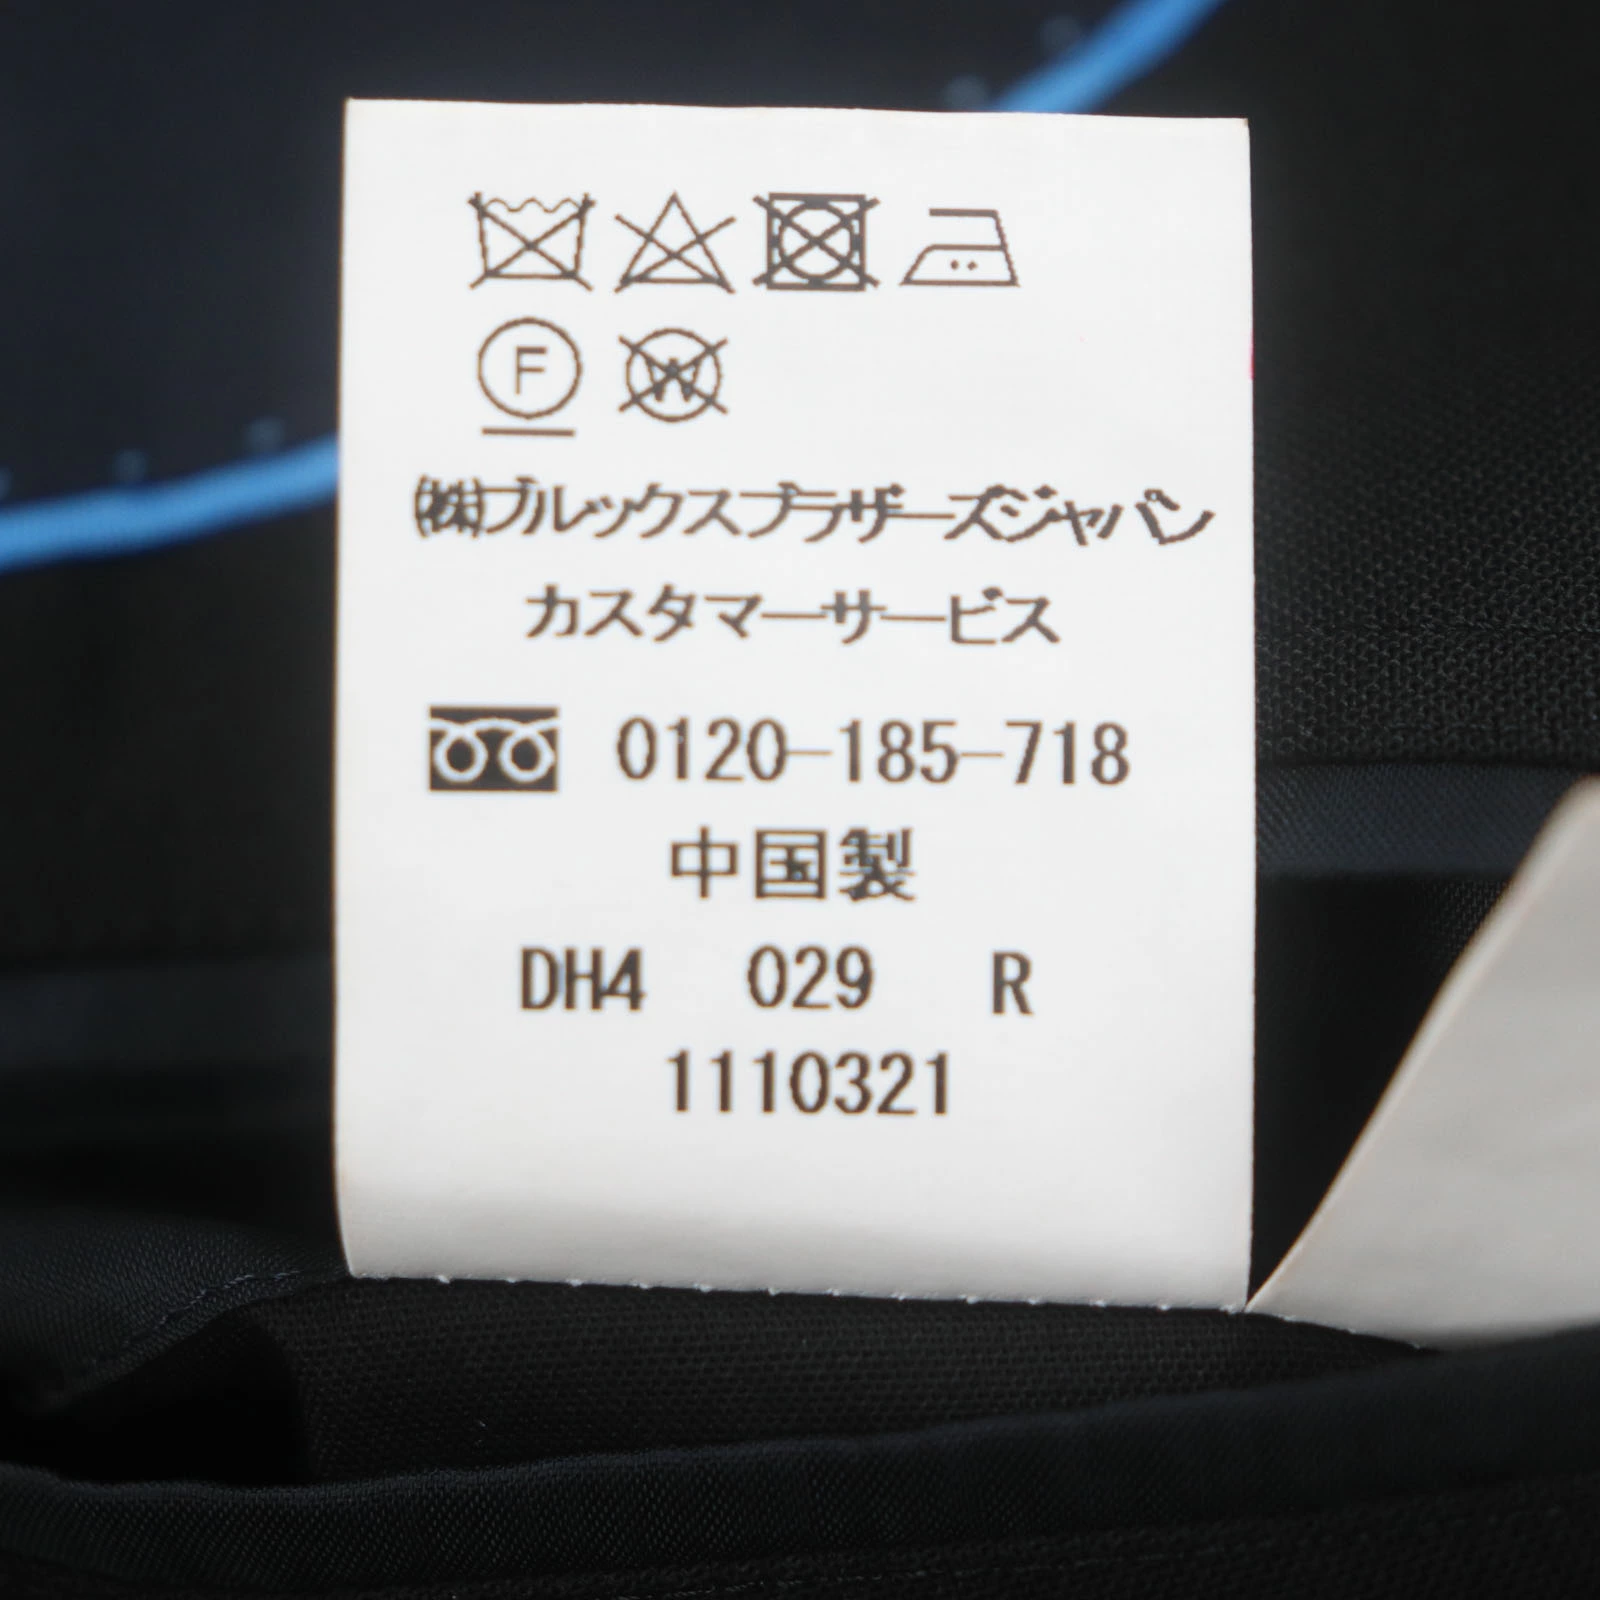 F W
㈱ブルックスブラザーズジャパン
カスタマーサービス
0120-185-718
中国製
DH4 029 R
1110321